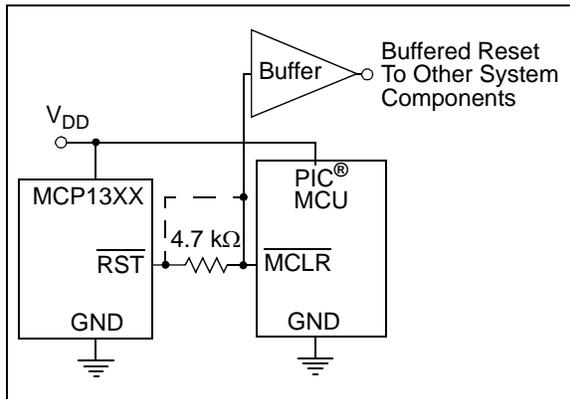 Buffer
Buffered Reset
To Other System
Components
VDD
MCP13XX
PIC®
MCU
4.7 kΩ
RST
MCLR
GND
GND